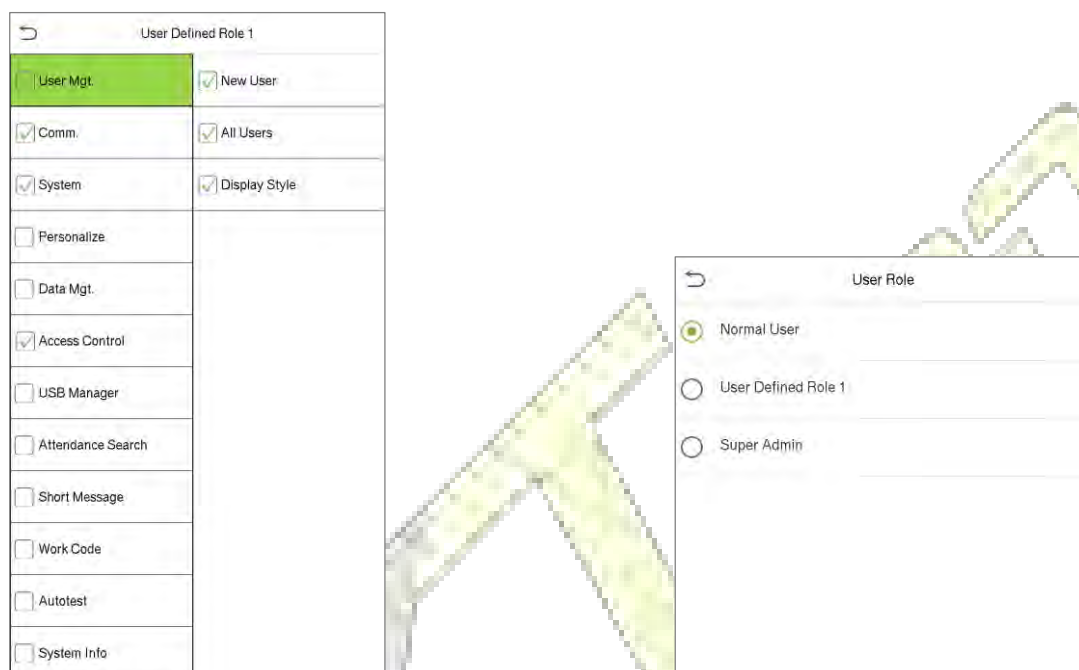 User Defined Role 1
User Mgt.
New User
Comm.
All Users
System
Display Style
Personalize
Data Mgt.
Access Control
USB Manager
Attendance Search
Short Message
Work Code
Autotest
System Info
User Role
Normal User
User Defined Role 1
Super Admin